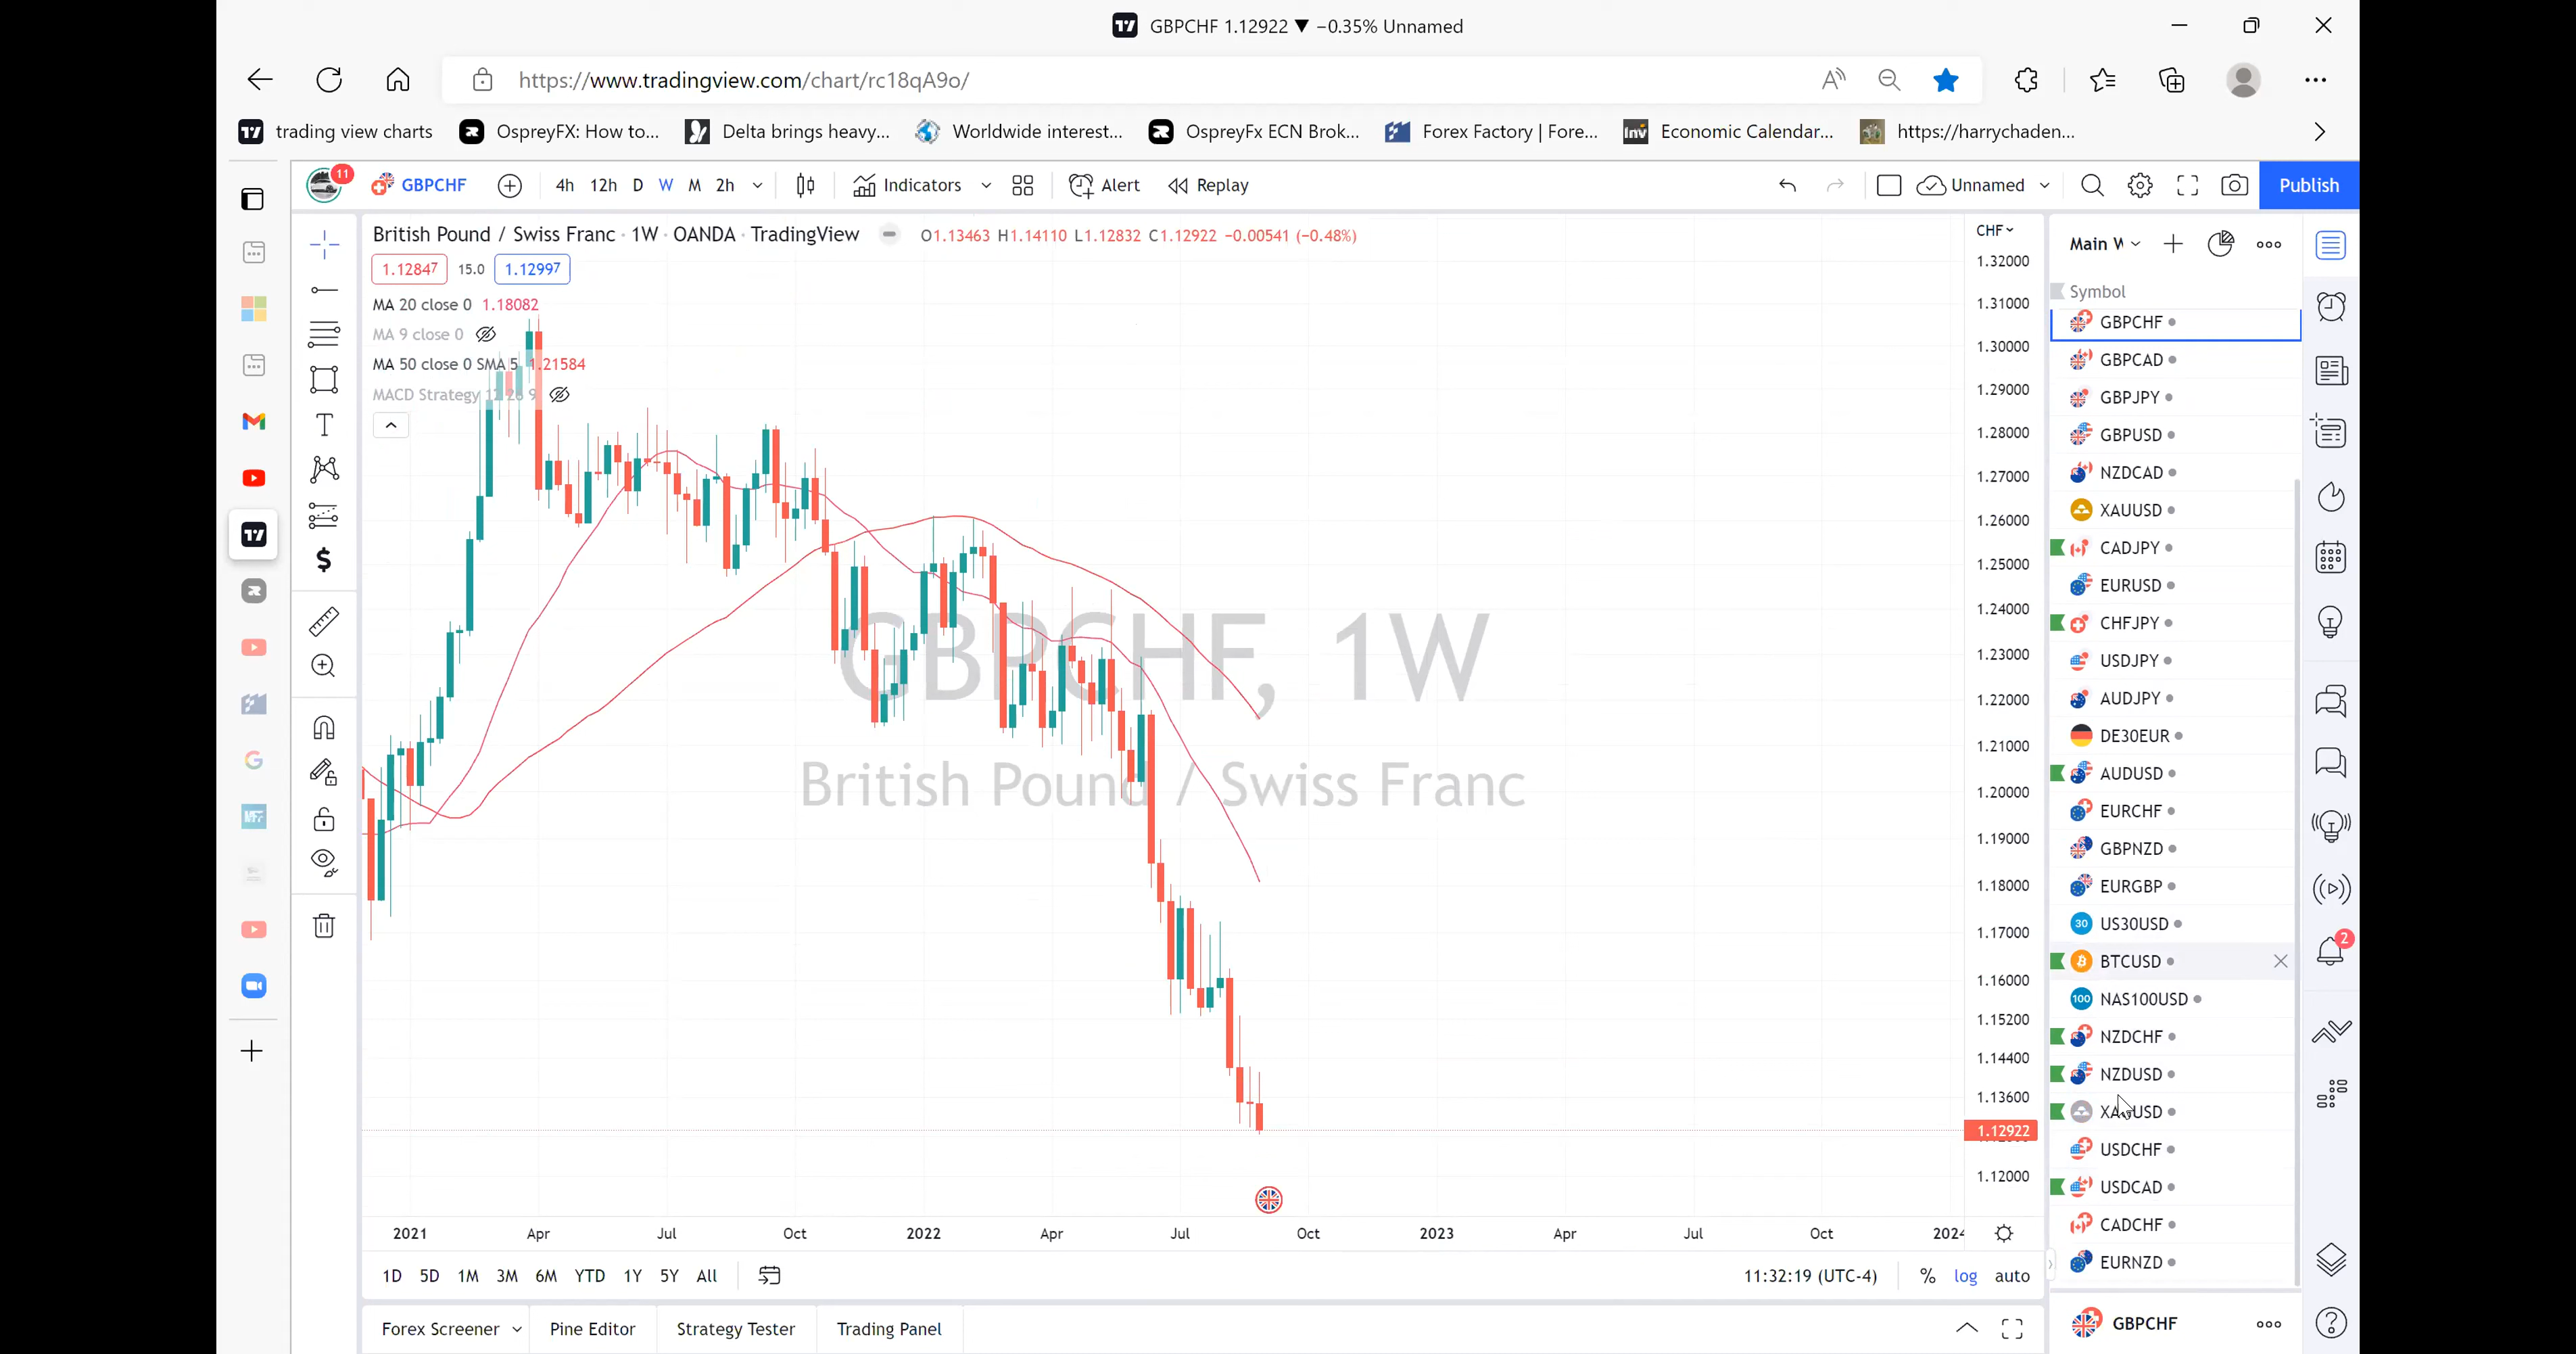 GBPCHF 1.12922 ▼ −0.35% Unnamed
https://www.tradingview.com/chart/rc18qA9o/
trading view charts OspreyFX: How to... Delta brings heavy... Worldwide interest... OspreyFx ECN Brok... Forex Factory | Fore... Inv Economic Calendar... https://harrychaden...
11 GBPCHF 4h 12h D W M 2h Indicators Alert Replay Unnamed Publish
British Pound / Swiss Franc · 1W · OANDA · TradingView O1.13463 H1.14110 L1.12832 C1.12922 −0.00541 (−0.48%)
1.12847 15.0 1.12997
MA 20 close 0 1.18082
MA 9 close 0
MA 50 close 0 SMA 5 1.21584
MACD Strategy 12 26 9
GBPCHF, 1W
British Pound / Swiss Franc
CHF
1.32000
1.31000
1.30000
1.29000
1.28000
1.27000
1.26000
1.25000
1.24000
1.23000
1.22000
1.21000
1.20000
1.19000
1.18000
1.17000
1.16000
1.15200
1.14400
1.13600
1.12922
1.12000
2021 Apr Jul Oct 2022 Apr Jul Oct 2023 Apr Jul Oct
1D 5D 1M 3M 6M YTD 1Y 5Y All 11:32:19 (UTC-4) % log auto
Forex Screener Pine Editor Strategy Tester Trading Panel
Main
Symbol
GBPCHF
GBPCAD
GBPJPY
GBPUSD
NZDCAD
XAUUSD
CADJPY
EURUSD
CHFJPY
USDJPY
AUDJPY
DE30EUR
AUDUSD
EURCHF
GBPNZD
EURGBP
30 US30USD
BTCUSD
100 NAS100USD
NZDCHF
NZDUSD
USDCHF
USDCAD
CADCHF
EURNZD
GBPCHF
2